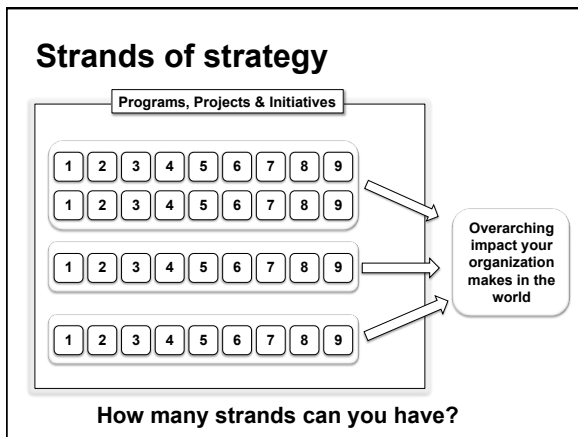 Strands of strategy
Programs, Projects & Initiatives
1 2 3 4 5 6 7 8 9
1 2 3 4 5 6 7 8 9
1 2 3 4 5 6 7 8 9
1 2 3 4 5 6 7 8 9
Overarching
impact your
organization
makes in the
world
How many strands can you have?